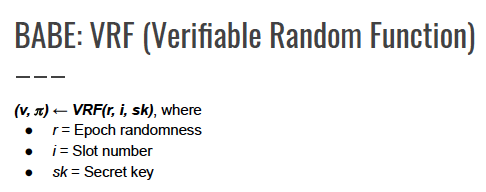 BABE: VRF (Verifiable Random Function)
(v, π) ← VRF(r, i, sk), where
● r = Epoch randomness
● i = Slot number
● sk = Secret key